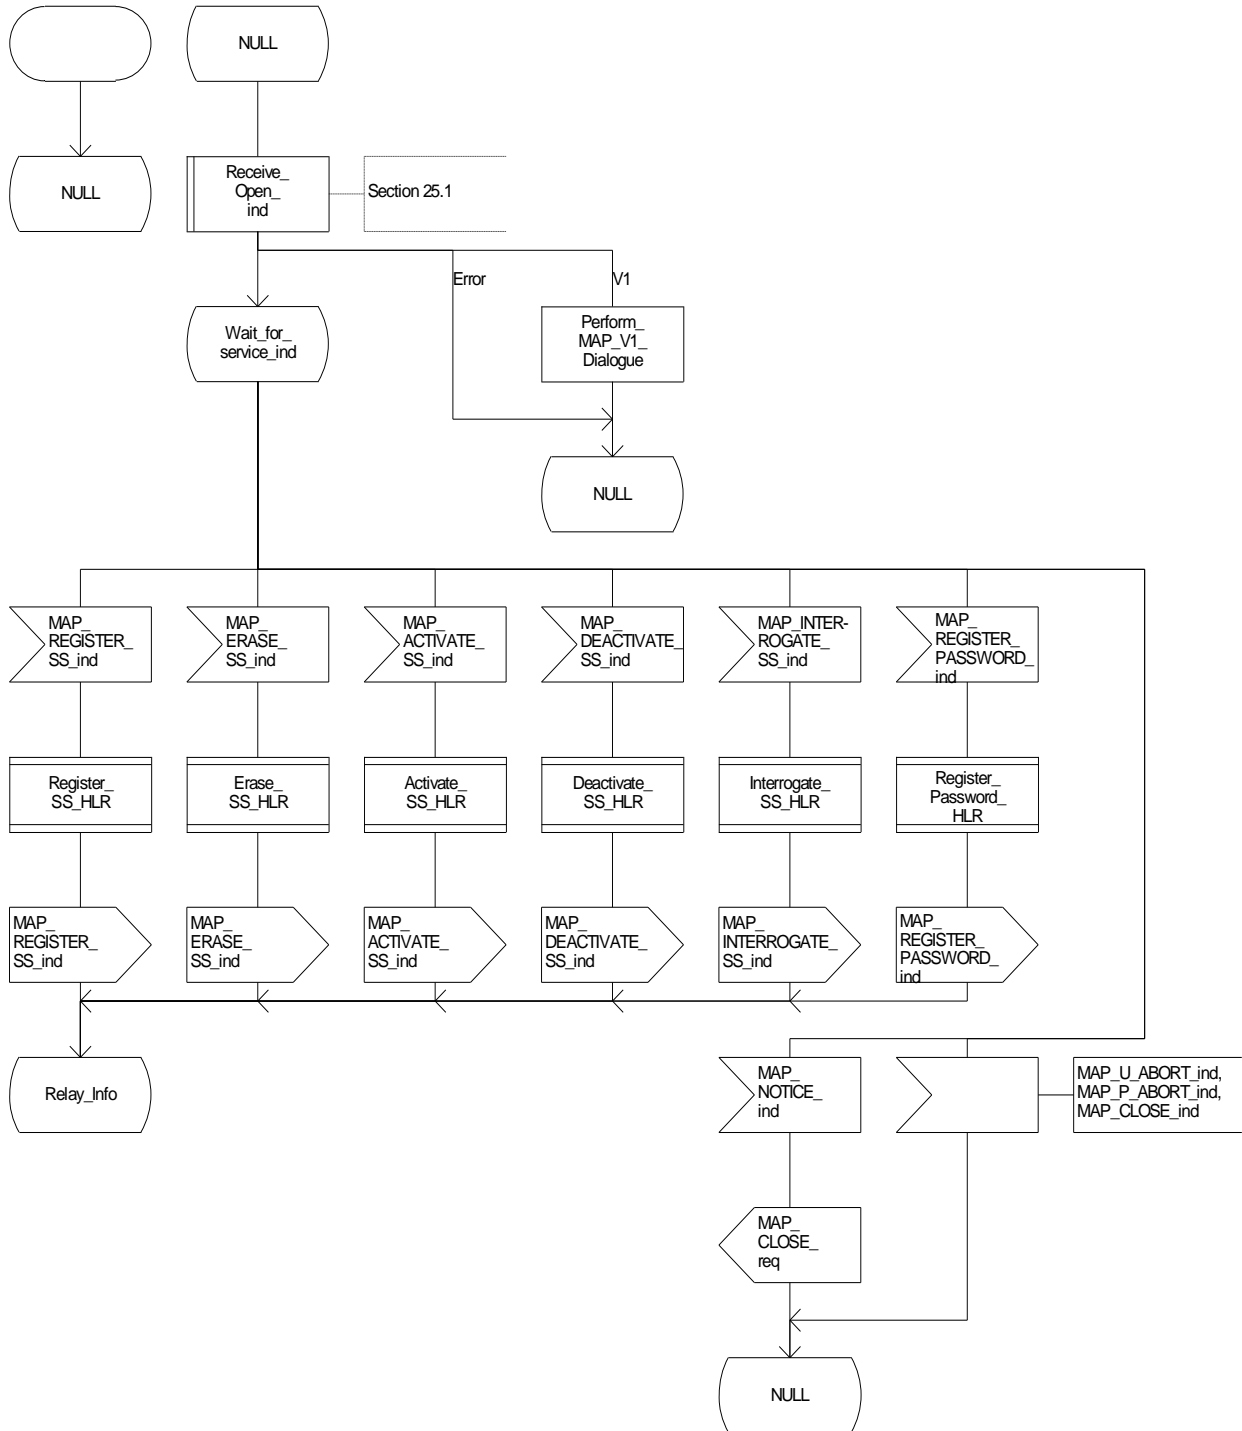 NULL
NULL
Receive_
Open_
ind
Section 25.1
Error
V1
Wait_for_
service_ind
Perform_
MAP_V1_
Dialogue
NULL
MAP_
REGISTER_
SS_ind
MAP_
ERASE_
SS_ind
MAP_
ACTIVATE_
SS_ind
MAP_
DEACTIVATE_
SS_ind
MAP_INTER-
ROGATE_
SS_ind
MAP_
REGISTER_
PASSWORD_
ind
Register_
SS_HLR
Erase_
SS_HLR
Activate_
SS_HLR
Deactivate_
SS_HLR
Interrogate_
SS_HLR
Register_
Password_
HLR
MAP_
REGISTER_
SS_ind
MAP_
ERASE_
SS_ind
MAP_
ACTIVATE_
SS_ind
MAP_
DEACTIVATE_
SS_ind
MAP_
INTERROGATE_
SS_ind
MAP_
REGISTER_
PASSWORD_
ind
Relay_Info
MAP_
NOTICE_
ind
MAP_U_ABORT_ind,
MAP_P_ABORT_ind,
MAP_CLOSE_ind
MAP_
CLOSE_
req
NULL